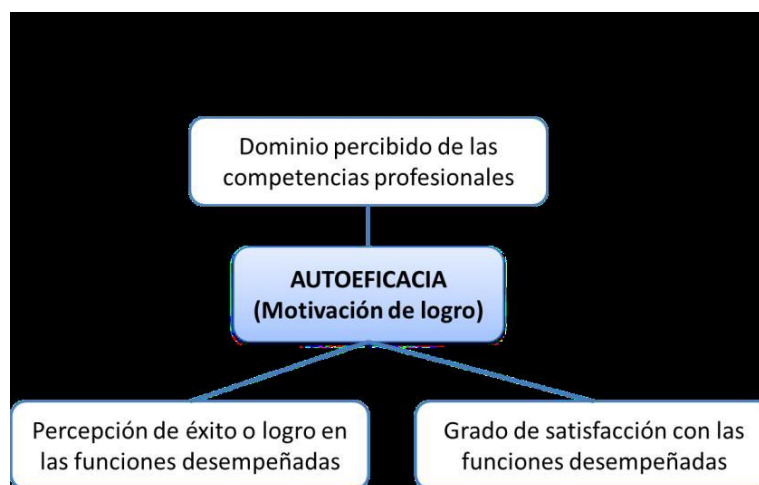 Dominio percibido de las
competencias profesionales
AUTOEFICACIA
(Motivación de logro)
Percepción de éxito o logro en
las funciones desempeñadas
Grado de satisfacción con las
funciones desempeñadas